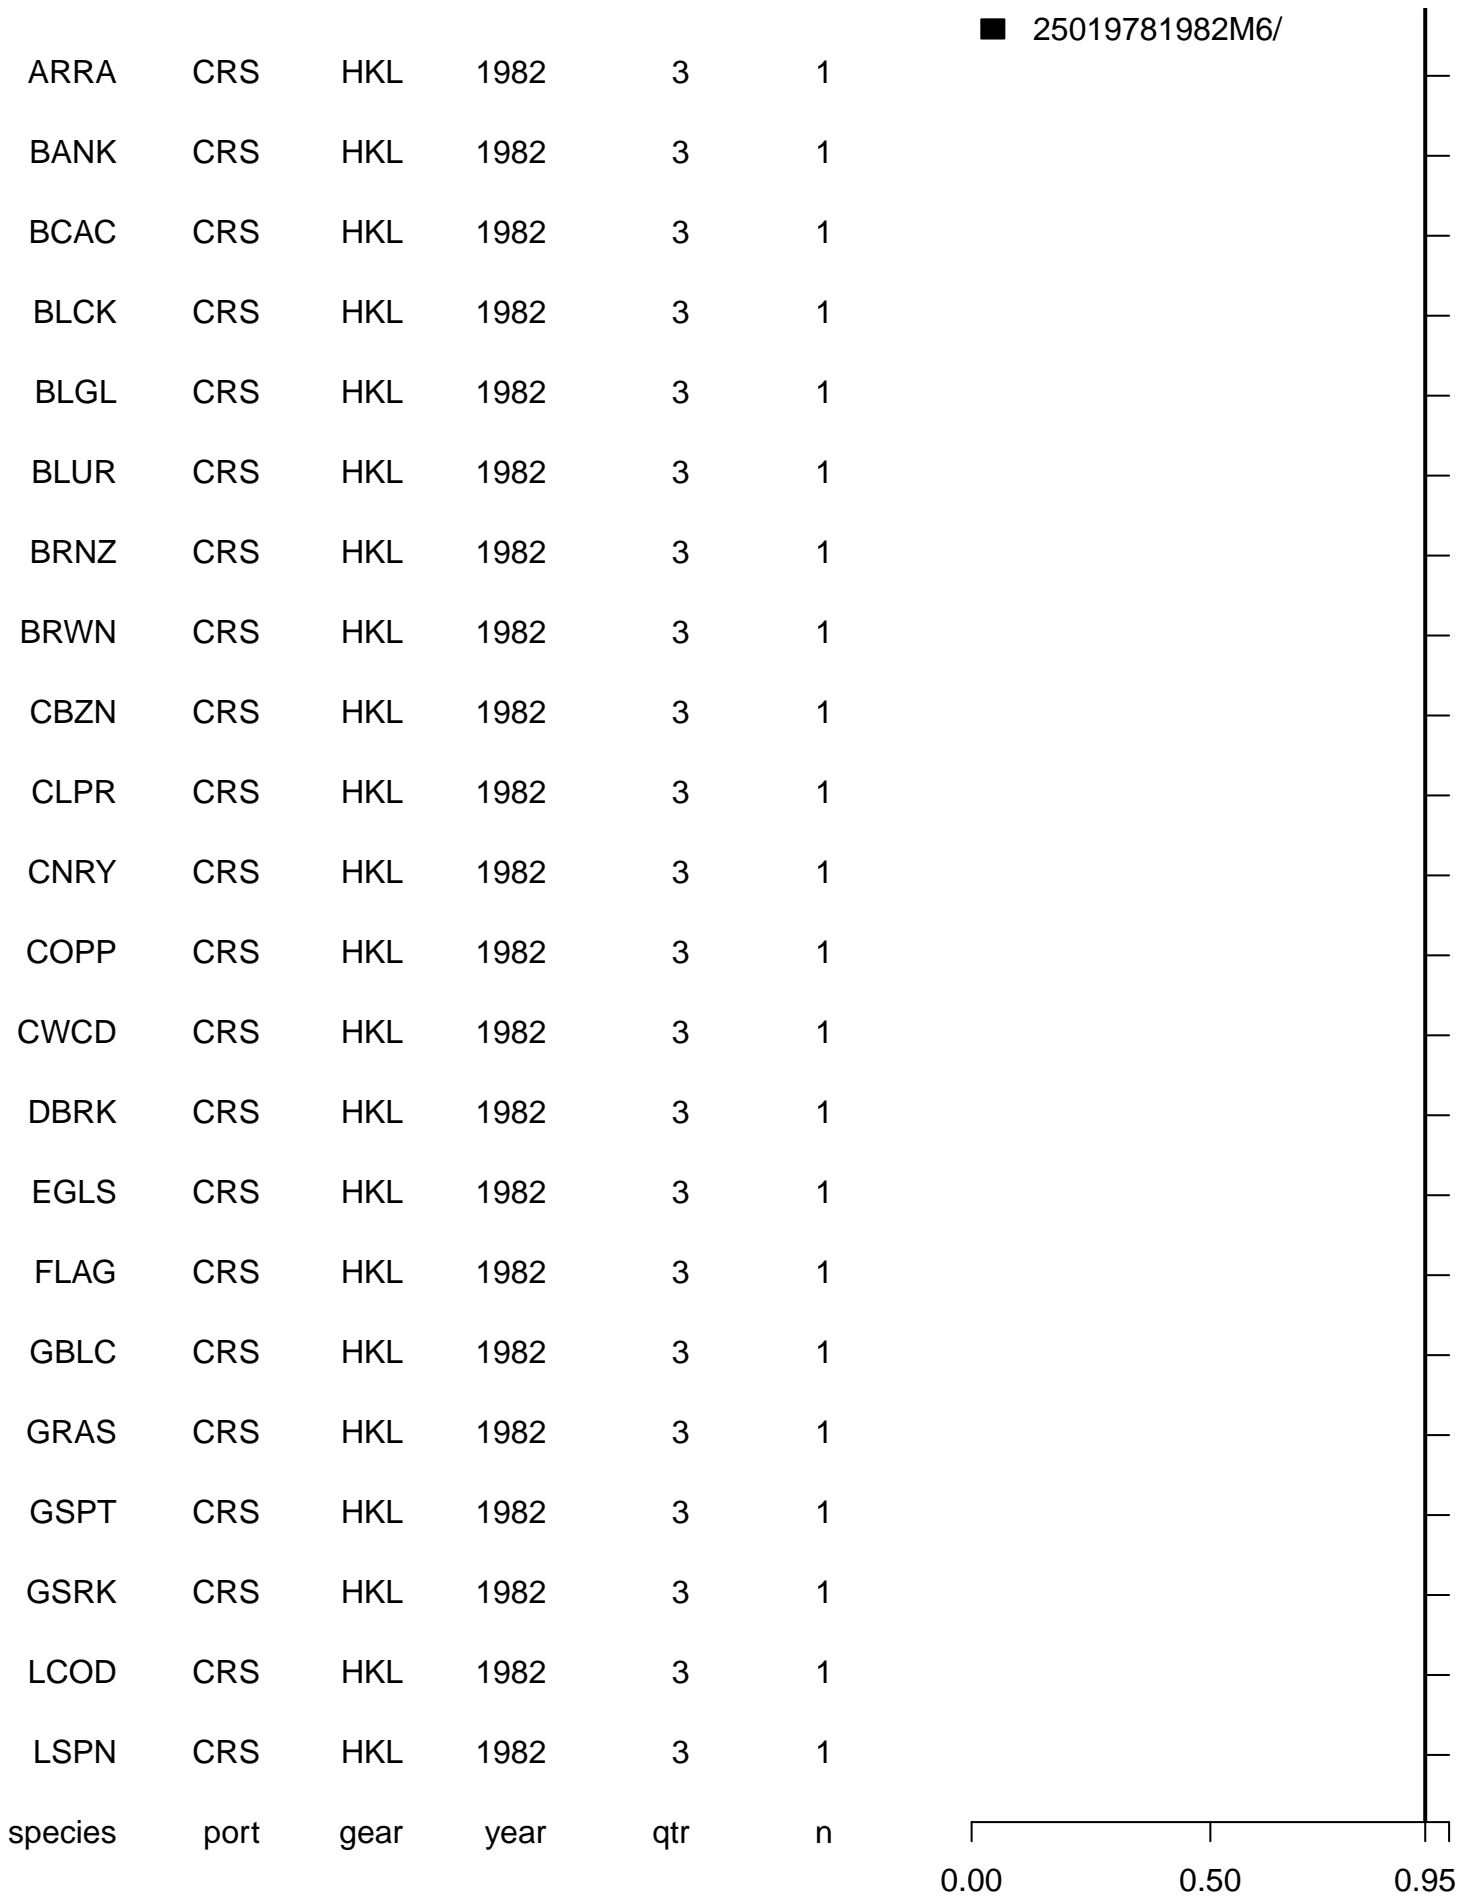 25019781982M6/
ARRA CRS HKL 1982 3 1
BANK CRS HKL 1982 3 1
BCAC CRS HKL 1982 3 1
BLCK CRS HKL 1982 3 1
BLGL CRS HKL 1982 3 1
BLUR CRS HKL 1982 3 1
BRNZ CRS HKL 1982 3 1
BRWN CRS HKL 1982 3 1
CBZN CRS HKL 1982 3 1
CLPR CRS HKL 1982 3 1
CNRY CRS HKL 1982 3 1
COPP CRS HKL 1982 3 1
CWCD CRS HKL 1982 3 1
DBRK CRS HKL 1982 3 1
EGLS CRS HKL 1982 3 1
FLAG CRS HKL 1982 3 1
GBLC CRS HKL 1982 3 1
GRAS CRS HKL 1982 3 1
GSPT CRS HKL 1982 3 1
GSRK CRS HKL 1982 3 1
LCOD CRS HKL 1982 3 1
LSPN CRS HKL 1982 3 1
species port gear year qtr n
0.00 0.50 0.95